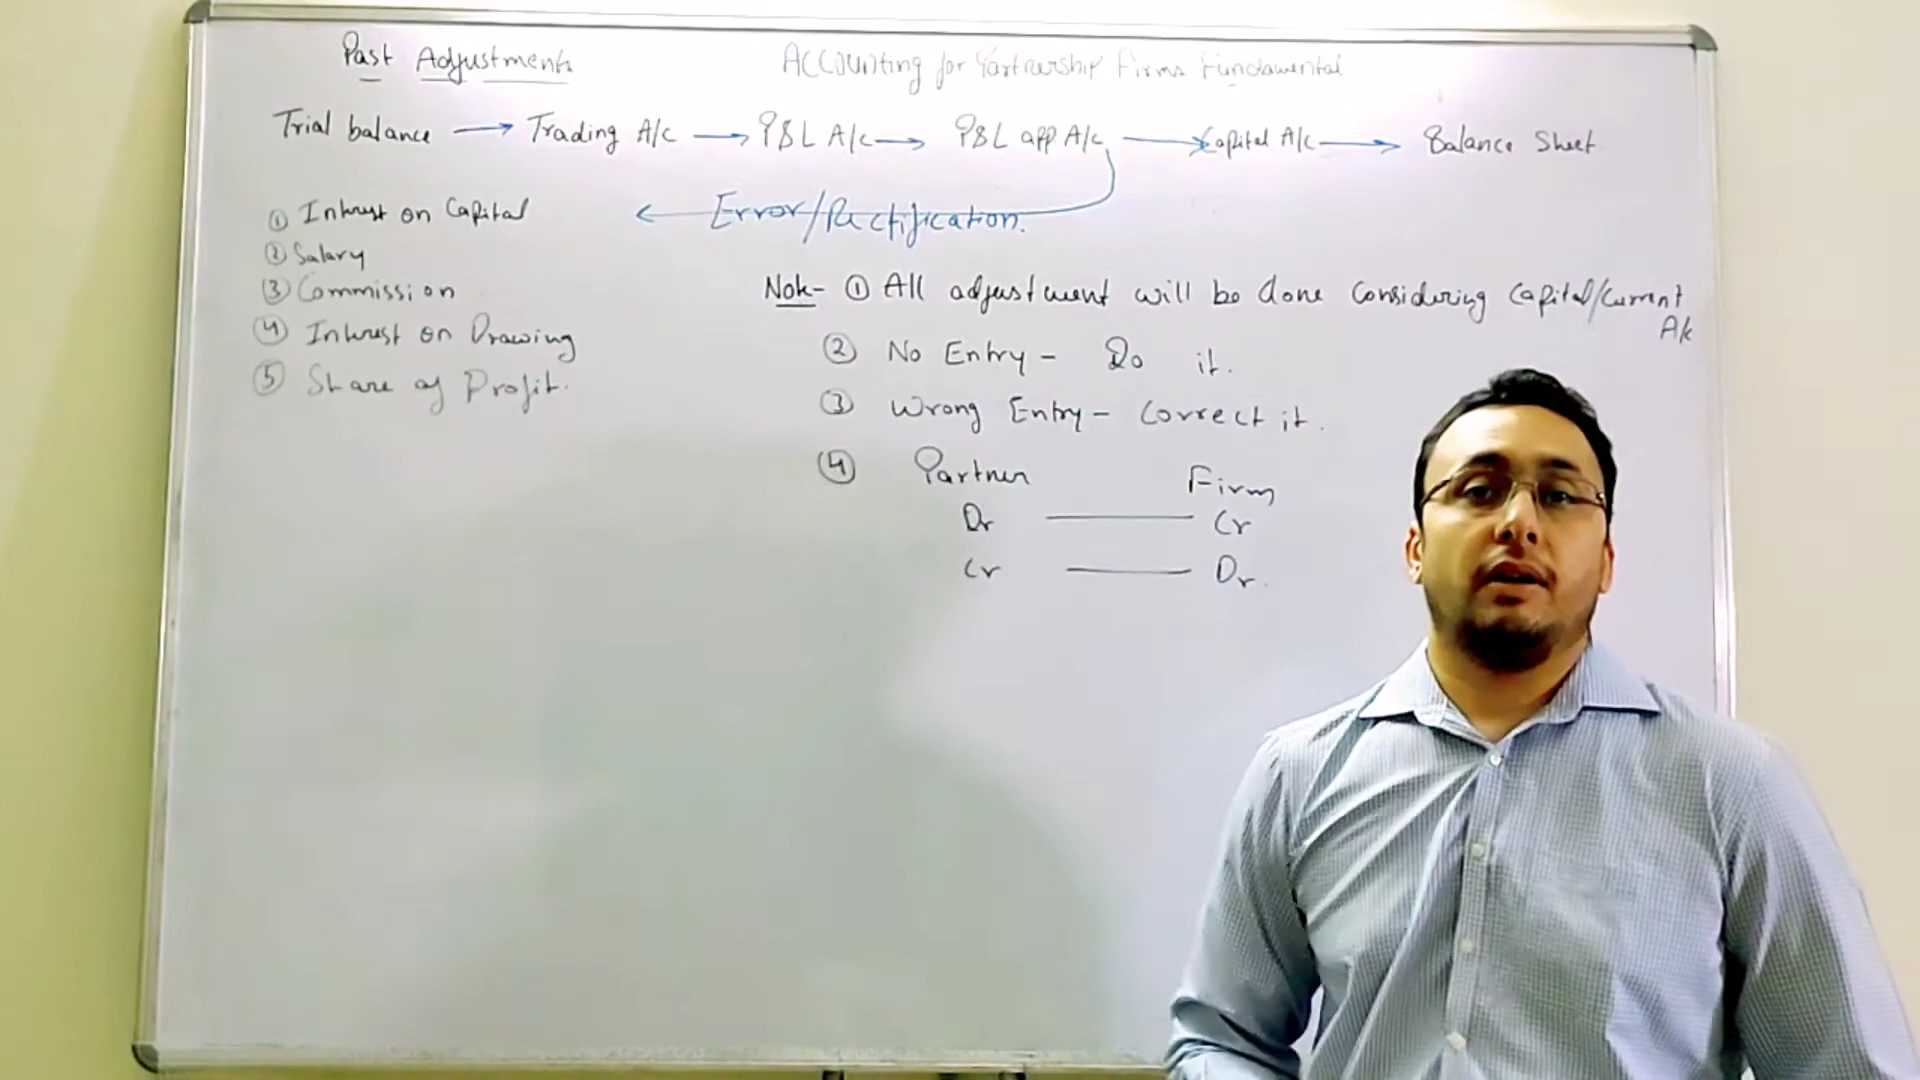 Past Adjustments
Accounting for Partnership Firms Fundamental
Trial balance → Trading A/c → P&L A/c → P&L app A/c → Capital A/c → Balance Sheet
← Error/Rectification.
① Interest on Capital
② Salary
③ Commission
④ Interest on Drawing
⑤ Share of Profit.
Note- ① All adjustment will be done Considering Capital/Current A/c
② No Entry - Do it.
③ Wrong Entry - Correct it.
④ Partner Firm
Dr — Cr
Cr — Dr.